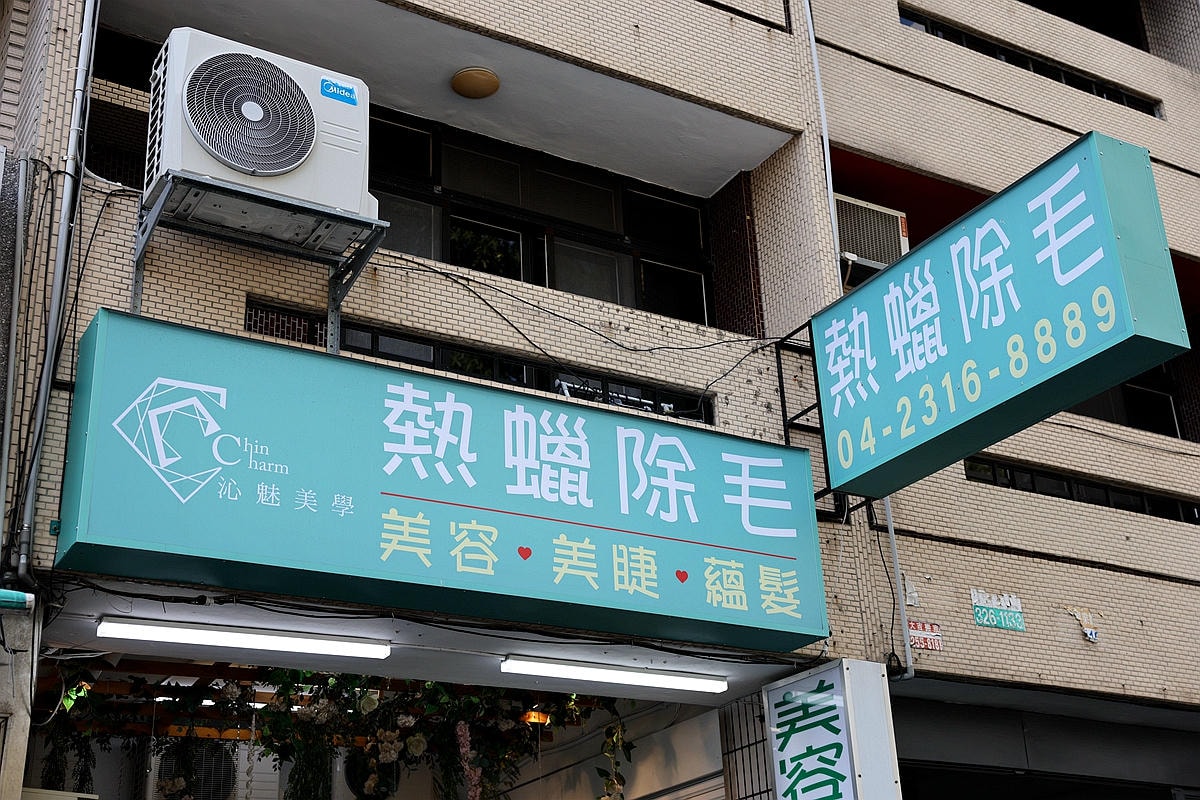 Midea
Chin
Charm
沁魅美學
熱蠟除毛
美容♥美睫♥蘊髮
熱蠟除毛
04-2316-8889
326-1133
美容